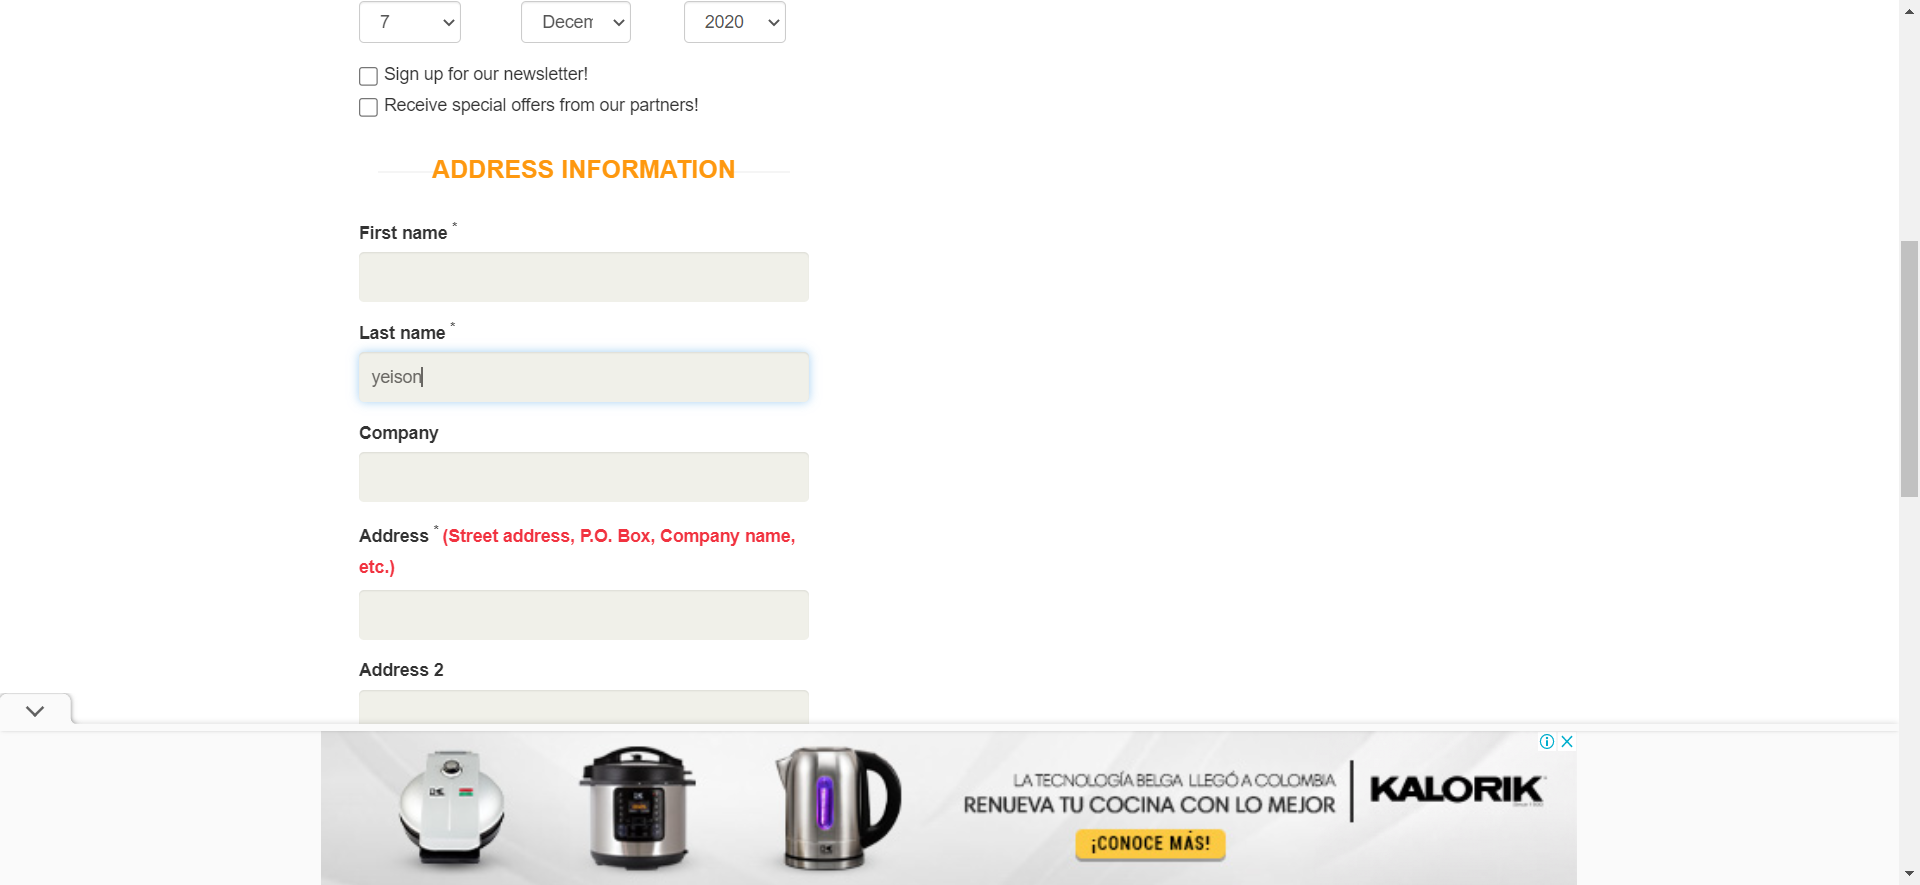 7 Decem 2020
Sign up for our newsletter!
Receive special offers from our partners!
ADDRESS INFORMATION
First name *
Last name *
yeison
Company
Address * (Street address, P.O. Box, Company name,
etc.)
Address 2
LA TECNOLOGÍA BELGA LLEGÓ A COLOMBIA
RENUEVA TU COCINA CON LO MEJOR
¡CONOCE MÁS!
KALORIK